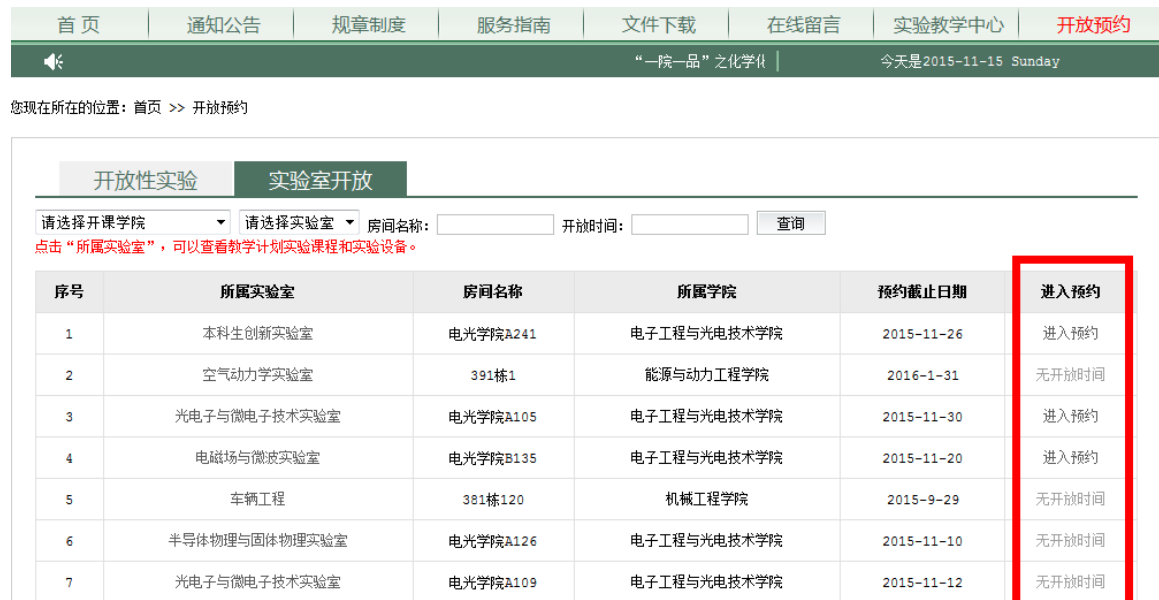 首 页 通知公告 规章制度 服务指南 文件下载 在线留言 实验教学中心 开放预约
“一院一品”之化学化 今天是2015-11-15 Sunday
您现在所在的位置：首页 >> 开放预约
开放性实验 实验室开放
请选择开课学院 请选择实验室 房间名称： 开放时间： 查询
点击“所属实验室”，可以查看教学计划实验课程和实验设备。
序号 所属实验室 房间名称 所属学院 预约截止日期 进入预约
1 本科生创新实验室 电光学院A241 电子工程与光电技术学院 2015-11-26 进入预约
2 空气动力学实验室 391栋1 能源与动力工程学院 2016-1-31 无开放时间
3 光电子与微电子技术实验室 电光学院A105 电子工程与光电技术学院 2015-11-30 进入预约
4 电磁场与微波实验室 电光学院B135 电子工程与光电技术学院 2015-11-20 进入预约
5 车辆工程 381栋120 机械工程学院 2015-9-29 无开放时间
6 半导体物理与固体物理实验室 电光学院A126 电子工程与光电技术学院 2015-11-10 无开放时间
7 光电子与微电子技术实验室 电光学院A109 电子工程与光电技术学院 2015-11-12 无开放时间